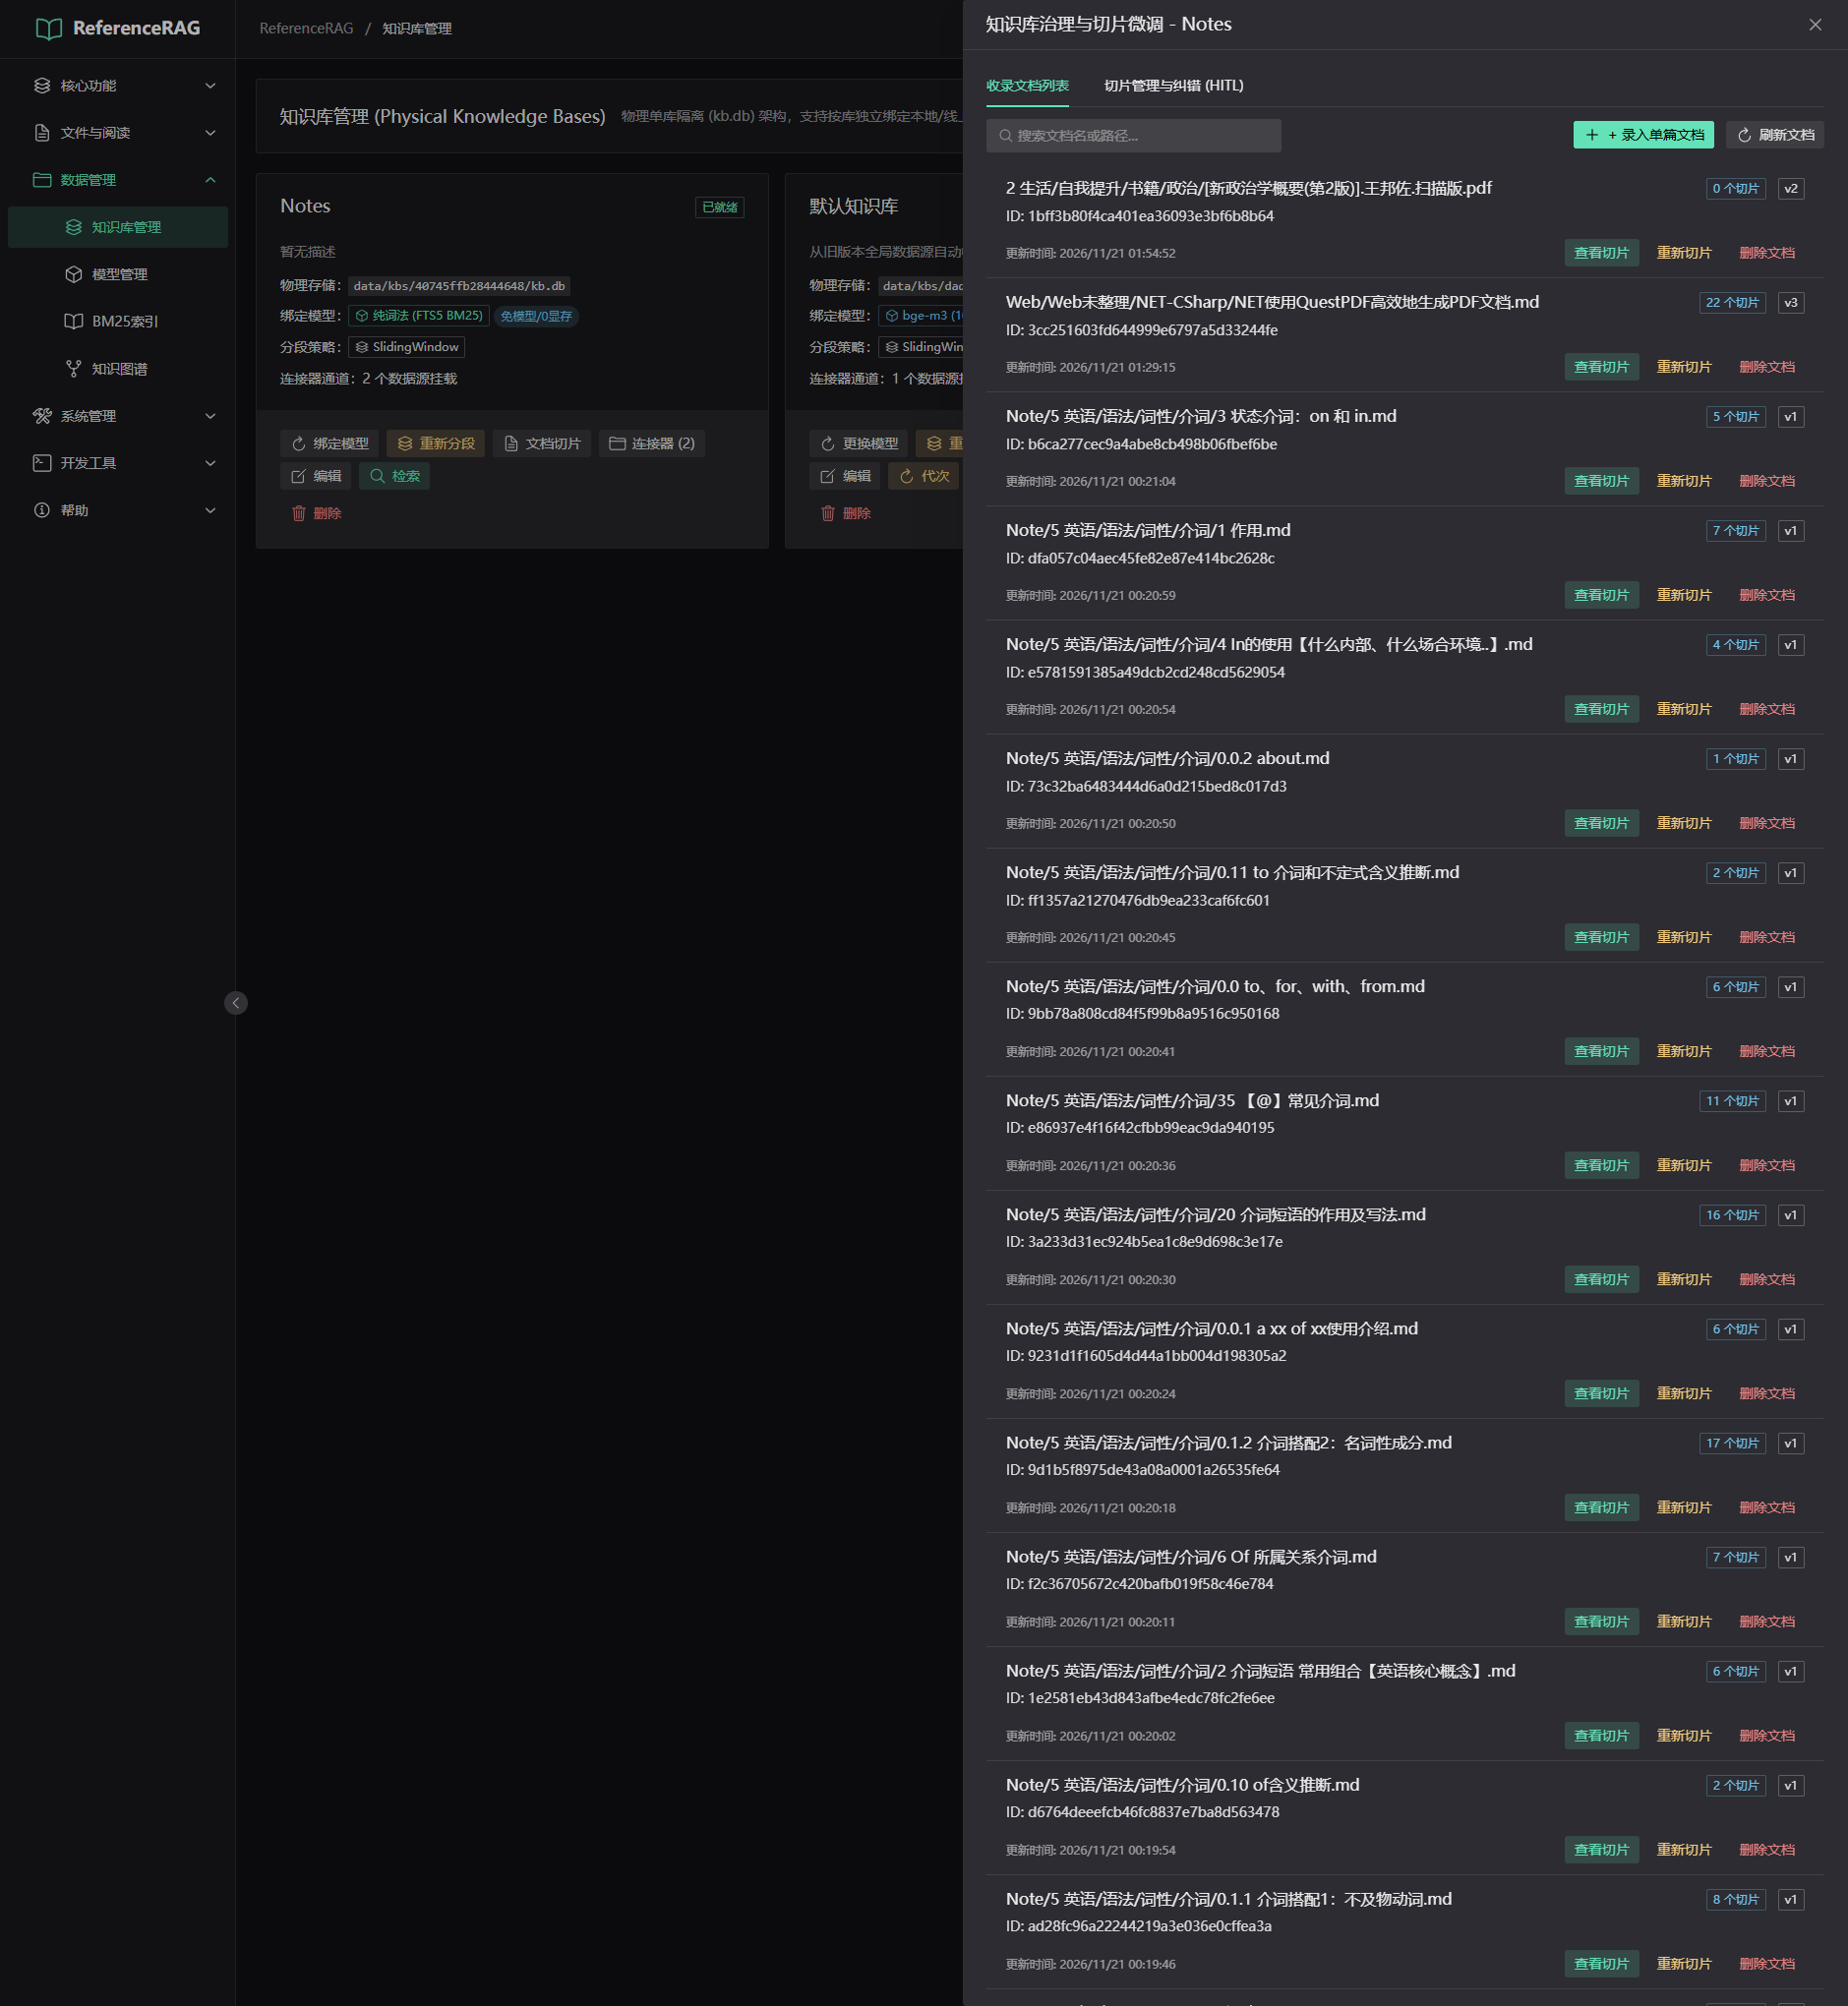 ReferenceRAG
核心功能
文件与阅读
数据管理
知识库管理
模型管理
BM25索引
知识图谱
系统管理
开发工具
帮助
ReferenceRAG / 知识库管理
知识库管理 (Physical Knowledge Bases) 物理单库隔离 (kb.db) 架构，支持按库独立绑定本地/线
Notes 已就绪
暂无描述
物理存储： data/kbs/40745ffb28444648/kb.db
绑定模型： 纯词法 (FTS5 BM25) 免模型/0显存
分段策略： SlidingWindow
连接器通道：2 个数据源挂载
绑定模型 重新分段 文档切片 连接器 (2)
编辑 检索
删除
默认知识库
从旧版本全局数据源自动
物理存储： data/kbs/dad
绑定模型： bge-m3 (10
分段策略： SlidingWin
连接器通道：1 个数据源
更换模型 重
编辑 代次
删除
知识库治理与切片微调 - Notes
收录文档列表 切片管理与纠错 (HITL)
搜索文档名或路径...
+ 录入单篇文档 刷新文档
2 生活/自我提升/书籍/政治/[新政治学概要(第2版)].王邦佐.扫描版.pdf 0 个切片 v2
ID: 1bff3b80f4ca401ea36093e3bf6b8b64
更新时间: 2026/11/21 01:54:52 查看切片 重新切片 删除文档
Web/Web未整理/NET-CSharp/NET使用QuestPDF高效地生成PDF文档.md 22 个切片 v3
ID: 3cc251603fd644999e6797a5d33244fe
更新时间: 2026/11/21 01:29:15 查看切片 重新切片 删除文档
Note/5 英语/语法/词性/介词/3 状态介词：on 和 in.md 5 个切片 v1
ID: b6ca277cec9a4abe8cb498b06fbef6be
更新时间: 2026/11/21 00:21:04 查看切片 重新切片 删除文档
Note/5 英语/语法/词性/介词/1 作用.md 7 个切片 v1
ID: dfa057c04aec45fe82e87e414bc2628c
更新时间: 2026/11/21 00:20:59 查看切片 重新切片 删除文档
Note/5 英语/语法/词性/介词/4 In的使用【什么内部、什么场合环境..】.md 4 个切片 v1
ID: e5781591385a49dcb2cd248cd5629054
更新时间: 2026/11/21 00:20:54 查看切片 重新切片 删除文档
Note/5 英语/语法/词性/介词/0.0.2 about.md 1 个切片 v1
ID: 73c32ba6483444d6a0d215bed8c017d3
更新时间: 2026/11/21 00:20:50 查看切片 重新切片 删除文档
Note/5 英语/语法/词性/介词/0.11 to 介词和不定式含义推断.md 2 个切片 v1
ID: ff1357a21270476db9ea233caf6fc601
更新时间: 2026/11/21 00:20:45 查看切片 重新切片 删除文档
Note/5 英语/语法/词性/介词/0.0 to、for、with、from.md 6 个切片 v1
ID: 9bb78a808cd84f5f99b8a9516c950168
更新时间: 2026/11/21 00:20:41 查看切片 重新切片 删除文档
Note/5 英语/语法/词性/介词/35 【@】常见介词.md 11 个切片 v1
ID: e86937e4f16f42cfbb99eac9da940195
更新时间: 2026/11/21 00:20:36 查看切片 重新切片 删除文档
Note/5 英语/语法/词性/介词/20 介词短语的作用及写法.md 16 个切片 v1
ID: 3a233d31ec924b5ea1c8e9d698c3e17e
更新时间: 2026/11/21 00:20:30 查看切片 重新切片 删除文档
Note/5 英语/语法/词性/介词/0.0.1 a xx of xx使用介绍.md 6 个切片 v1
ID: 9231d1f1605d4d44a1bb004d198305a2
更新时间: 2026/11/21 00:20:24 查看切片 重新切片 删除文档
Note/5 英语/语法/词性/介词/0.1.2 介词搭配2：名词性成分.md 17 个切片 v1
ID: 9d1b5f8975de43a08a0001a26535fe64
更新时间: 2026/11/21 00:20:18 查看切片 重新切片 删除文档
Note/5 英语/语法/词性/介词/6 Of 所属关系介词.md 7 个切片 v1
ID: f2c36705672c420bafb019f58c46e784
更新时间: 2026/11/21 00:20:11 查看切片 重新切片 删除文档
Note/5 英语/语法/词性/介词/2 介词短语 常用组合【英语核心概念】.md 6 个切片 v1
ID: 1e2581eb43d843afbe4edc78fc2fe6ee
更新时间: 2026/11/21 00:20:02 查看切片 重新切片 删除文档
Note/5 英语/语法/词性/介词/0.10 of含义推断.md 2 个切片 v1
ID: d6764deeefcb46fc8837e7ba8d563478
更新时间: 2026/11/21 00:19:54 查看切片 重新切片 删除文档
Note/5 英语/语法/词性/介词/0.1.1 介词搭配1：不及物动词.md 8 个切片 v1
ID: ad28fc96a22244219a3e036e0cffea3a
更新时间: 2026/11/21 00:19:46 查看切片 重新切片 删除文档